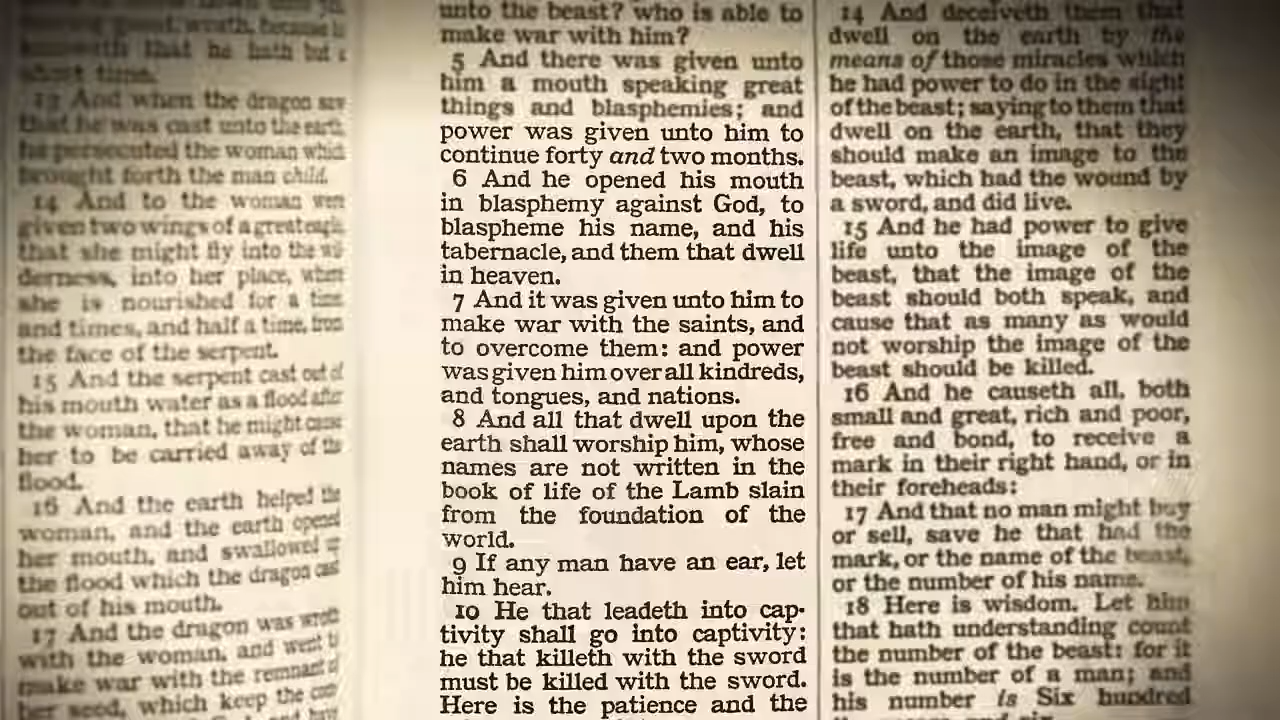 short time.
13 And when the dragon saw
that he was cast unto the earth,
he persecuted the woman which
brought forth the man child.
14 And to the woman were
given two wings of a great eagle,
that she might fly into the wil-
derness, into her place, where
she is nourished for a time,
and times, and half a time, from
the face of the serpent.
15 And the serpent cast out of
his mouth water as a flood after
the woman, that he might cause
her to be carried away of the
flood.
16 And the earth helped the
woman, and the earth opened
her mouth, and swallowed up
the flood which the dragon cast
out of his mouth.
17 And the dragon was wroth
with the woman, and went to
make war with the remnant of
her seed, which keep the com
unto the beast? who is able to
make war with him?
5 And there was given unto
him a mouth speaking great
things and blasphemies; and
power was given unto him to
continue forty and two months.
6 And he opened his mouth
in blasphemy against God, to
blaspheme his name, and his
tabernacle, and them that dwell
in heaven.
7 And it was given unto him to
make war with the saints, and
to overcome them: and power
was given him over all kindreds,
and tongues, and nations.
8 And all that dwell upon the
earth shall worship him, whose
names are not written in the
book of life of the Lamb slain
from the foundation of the
world.
9 If any man have an ear, let
him hear.
10 He that leadeth into cap-
tivity shall go into captivity:
he that killeth with the sword
must be killed with the sword.
Here is the patience and the
14 And deceiveth them that
dwell on the earth by the
means of those miracles which
he had power to do in the sight
of the beast; saying to them that
dwell on the earth, that they
should make an image to the
beast, which had the wound by
a sword, and did live.
15 And he had power to give
life unto the image of the
beast, that the image of the
beast should both speak, and
cause that as many as would
not worship the image of the
beast should be killed.
16 And he causeth all, both
small and great, rich and poor,
free and bond, to receive a
mark in their right hand, or in
their foreheads:
17 And that no man might buy
or sell, save he that had the
mark, or the name of the beast,
or the number of his name.
18 Here is wisdom. Let him
that hath understanding count
the number of the beast: for it
is the number of a man; and
his number is Six hundred